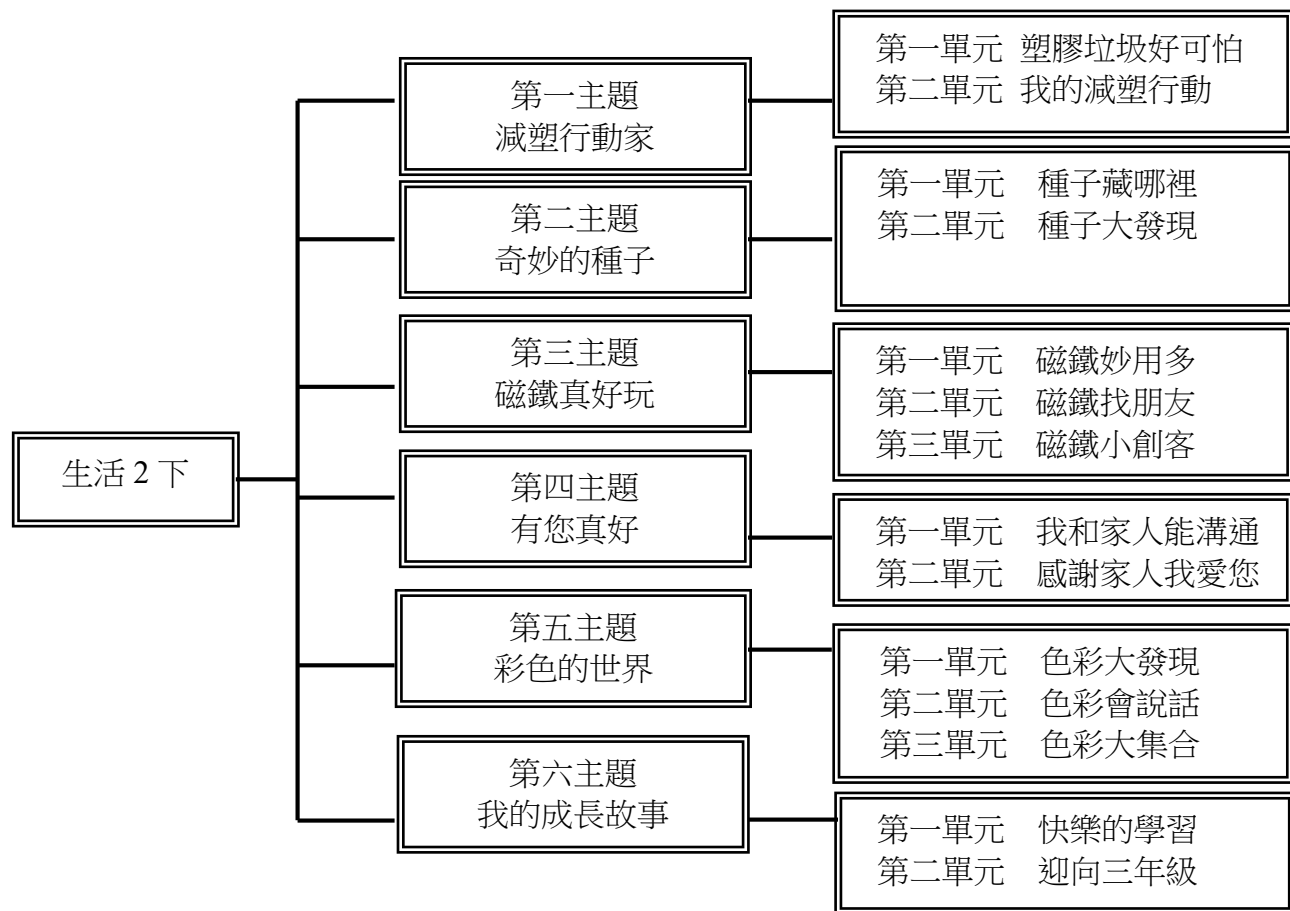 生活 2 下
第一主題
減塑行動家
第一單元 塑膠垃圾好可怕
第二單元 我的減塑行動
第二主題
奇妙的種子
第一單元 種子藏哪裡
第二單元 種子大發現
第三主題
磁鐵真好玩
第一單元 磁鐵妙用多
第二單元 磁鐵找朋友
第三單元 磁鐵小創客
第四主題
有您真好
第一單元 我和家人能溝通
第二單元 感謝家人我愛您
第五主題
彩色的世界
第一單元 色彩大發現
第二單元 色彩會說話
第三單元 色彩大集合
第六主題
我的成長故事
第一單元 快樂的學習
第二單元 迎向三年級